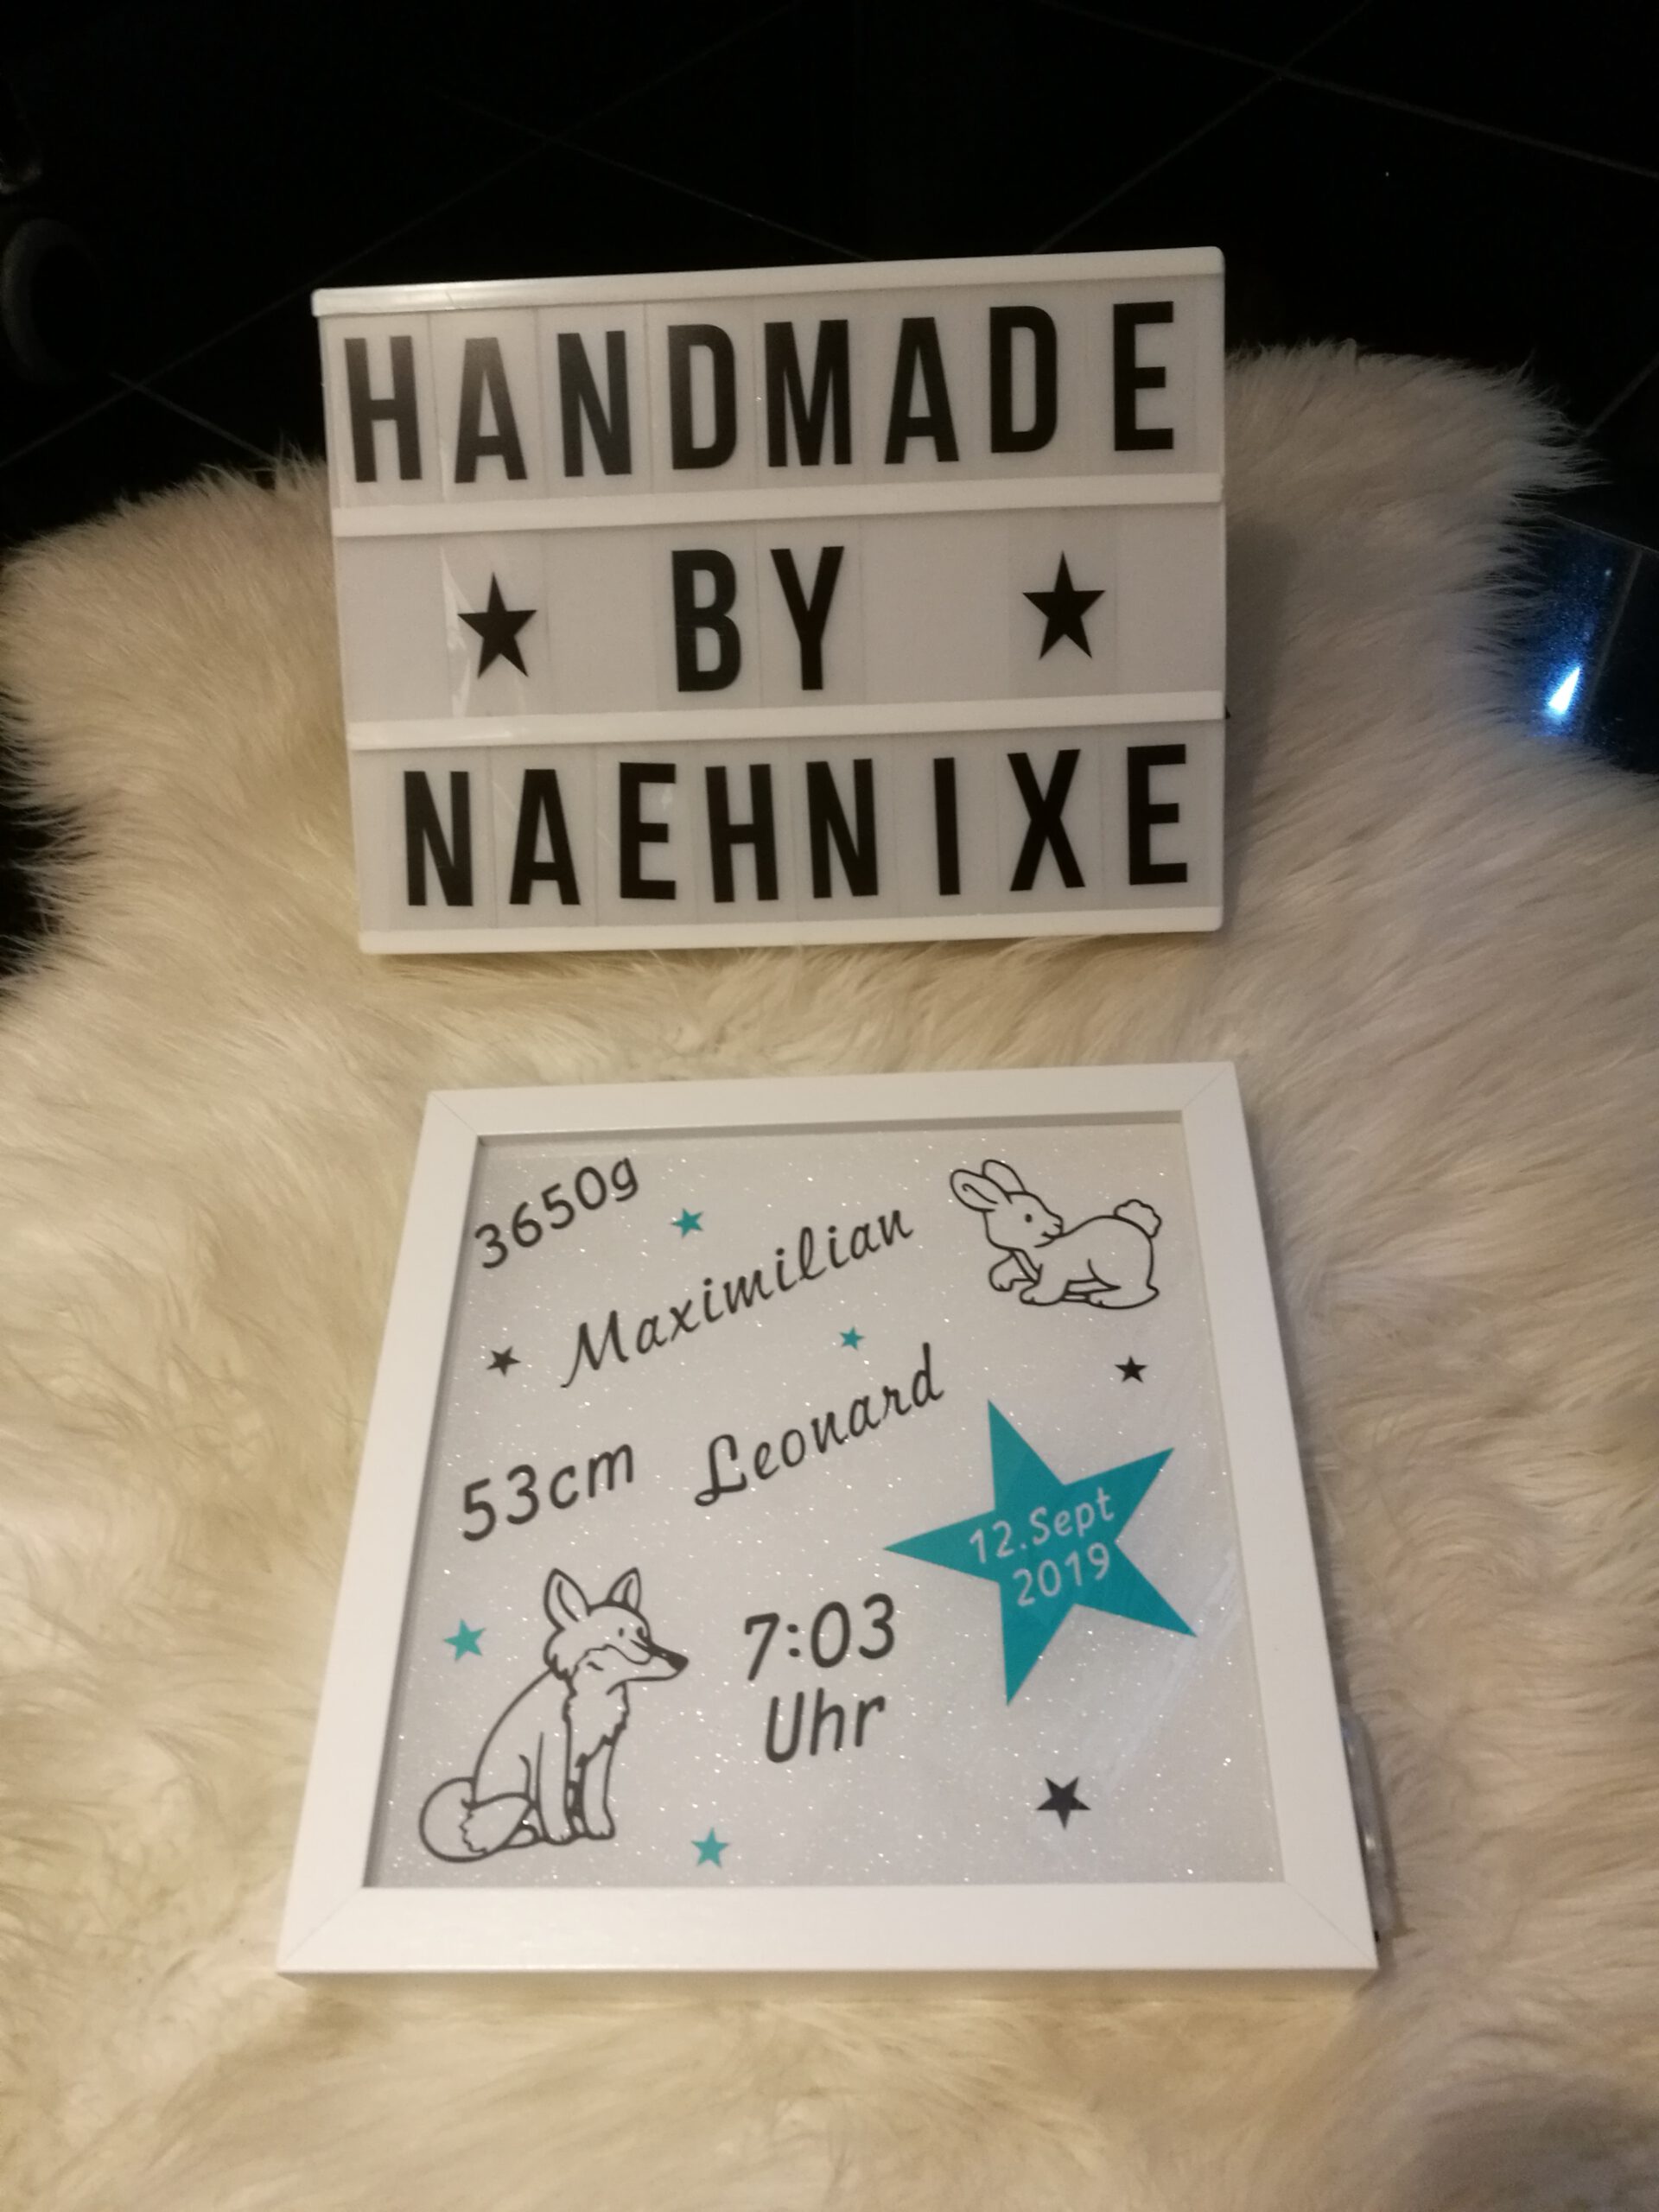 HANDMADE
★ BY ★
NAEHNIXE
3650g
Maximilian
Leonard
53cm
12.Sept
2019
7:03
Uhr